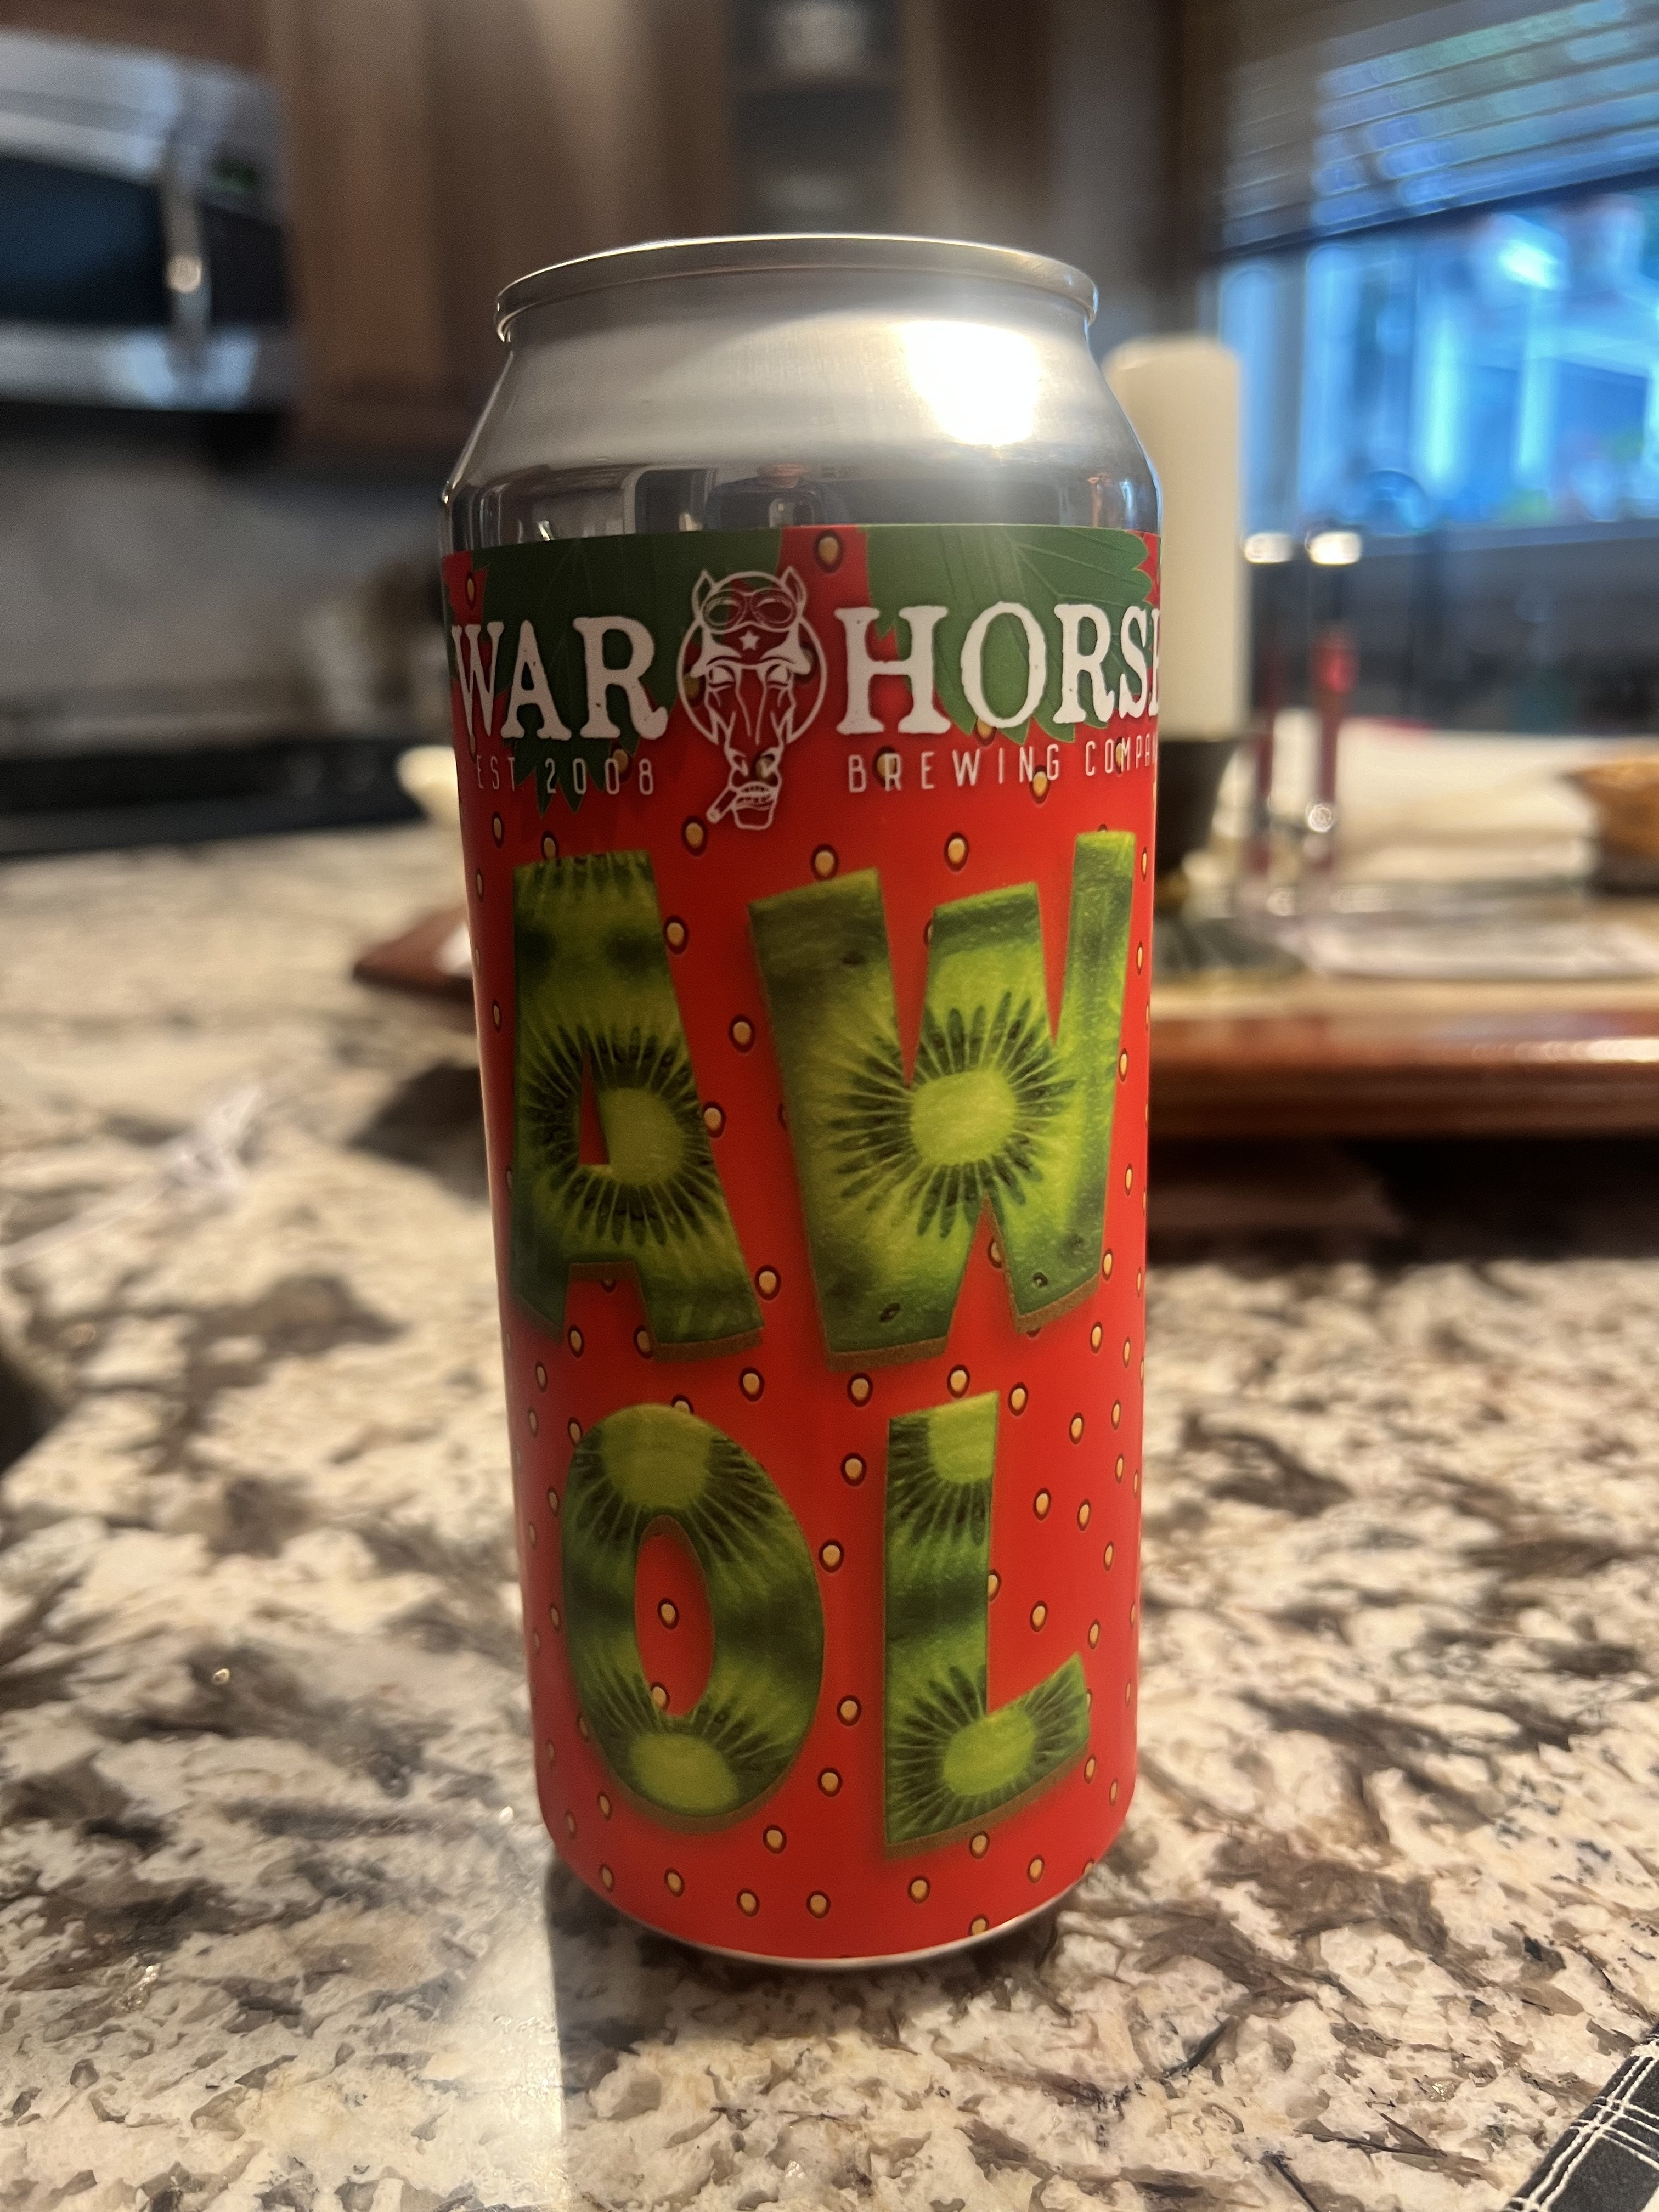 WAR HORSE
EST 2008 BREWING COMPANY
AW
OL